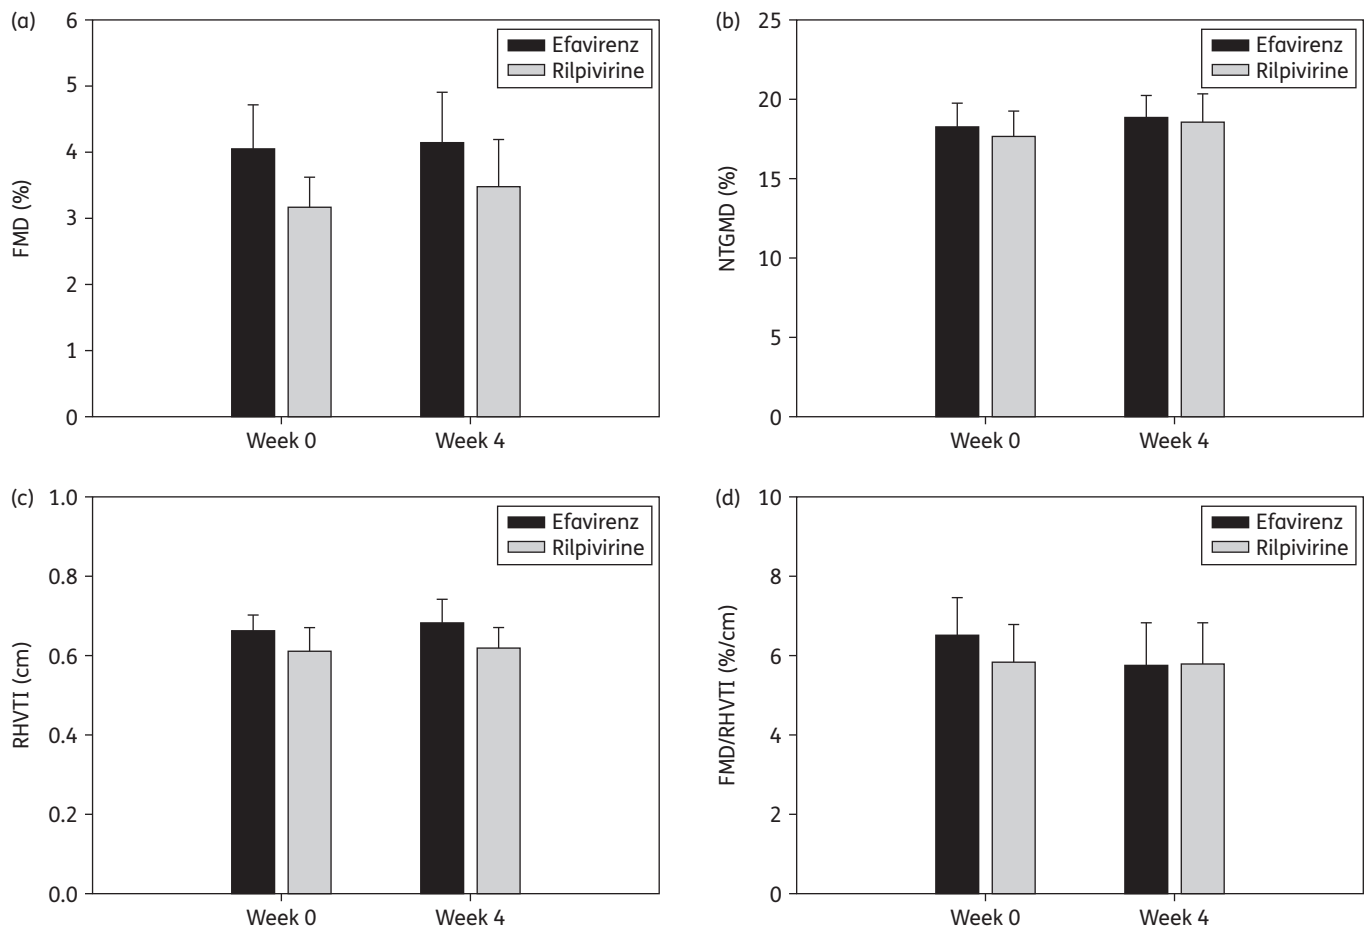 (a)
6
5
4
3
2
1
0
FMD (%)
Efavirenz
Rilpivirine
Week 0 Week 4
(b)
25
20
15
10
5
0
NTGMD (%)
Efavirenz
Rilpivirine
Week 0 Week 4
(c)
1.0
0.8
0.6
0.4
0.2
0.0
RHVTI (cm)
Efavirenz
Rilpivirine
Week 0 Week 4
(d)
10
8
6
4
2
0
FMD/RHVTI (%/cm)
Efavirenz
Rilpivirine
Week 0 Week 4